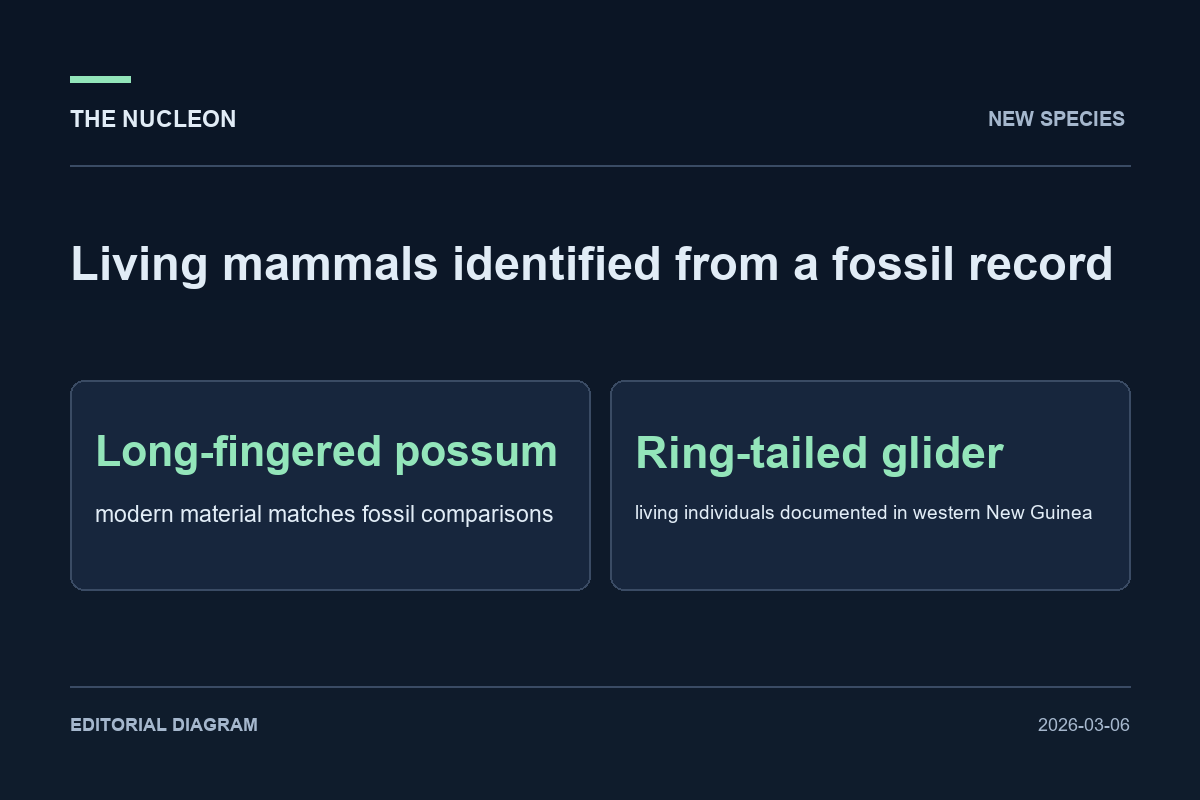 THE NUCLEON
NEW SPECIES
Living mammals identified from a fossil record
Long-fingered possum
modern material matches fossil comparisons
Ring-tailed glider
living individuals documented in western New Guinea
EDITORIAL DIAGRAM
2026-03-06